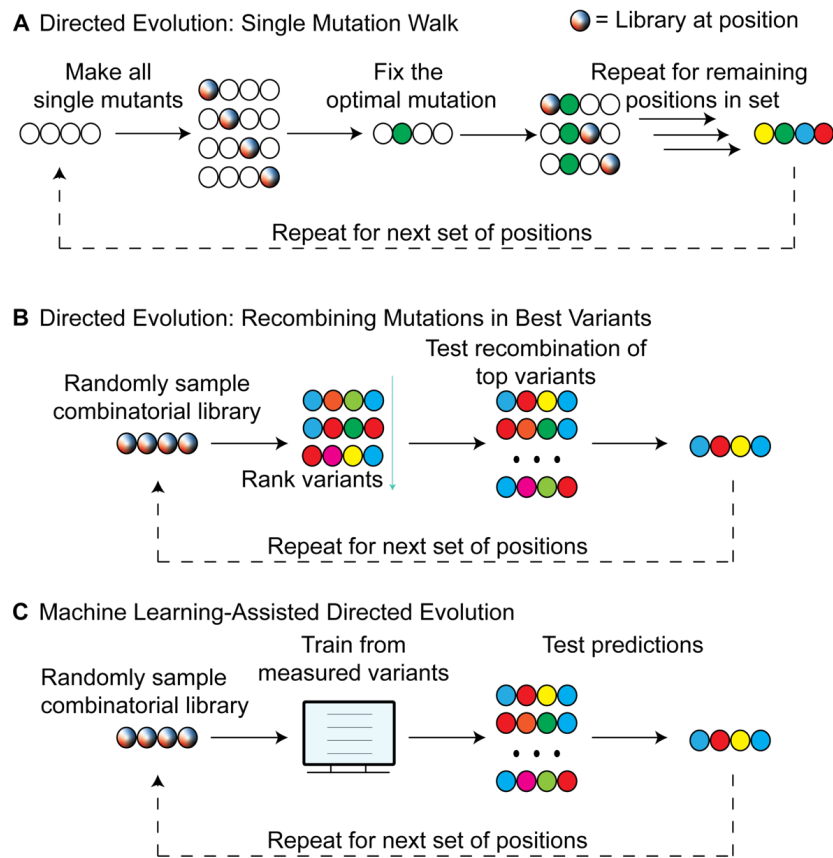 A Directed Evolution: Single Mutation Walk
= Library at position
Make all
single mutants
Fix the
optimal mutation
Repeat for remaining
positions in set
Repeat for next set of positions
B Directed Evolution: Recombining Mutations in Best Variants
Randomly sample
combinatorial library
Rank variants
Test recombination of
top variants
Repeat for next set of positions
C Machine Learning-Assisted Directed Evolution
Randomly sample
combinatorial library
Train from
measured variants
Test predictions
Repeat for next set of positions